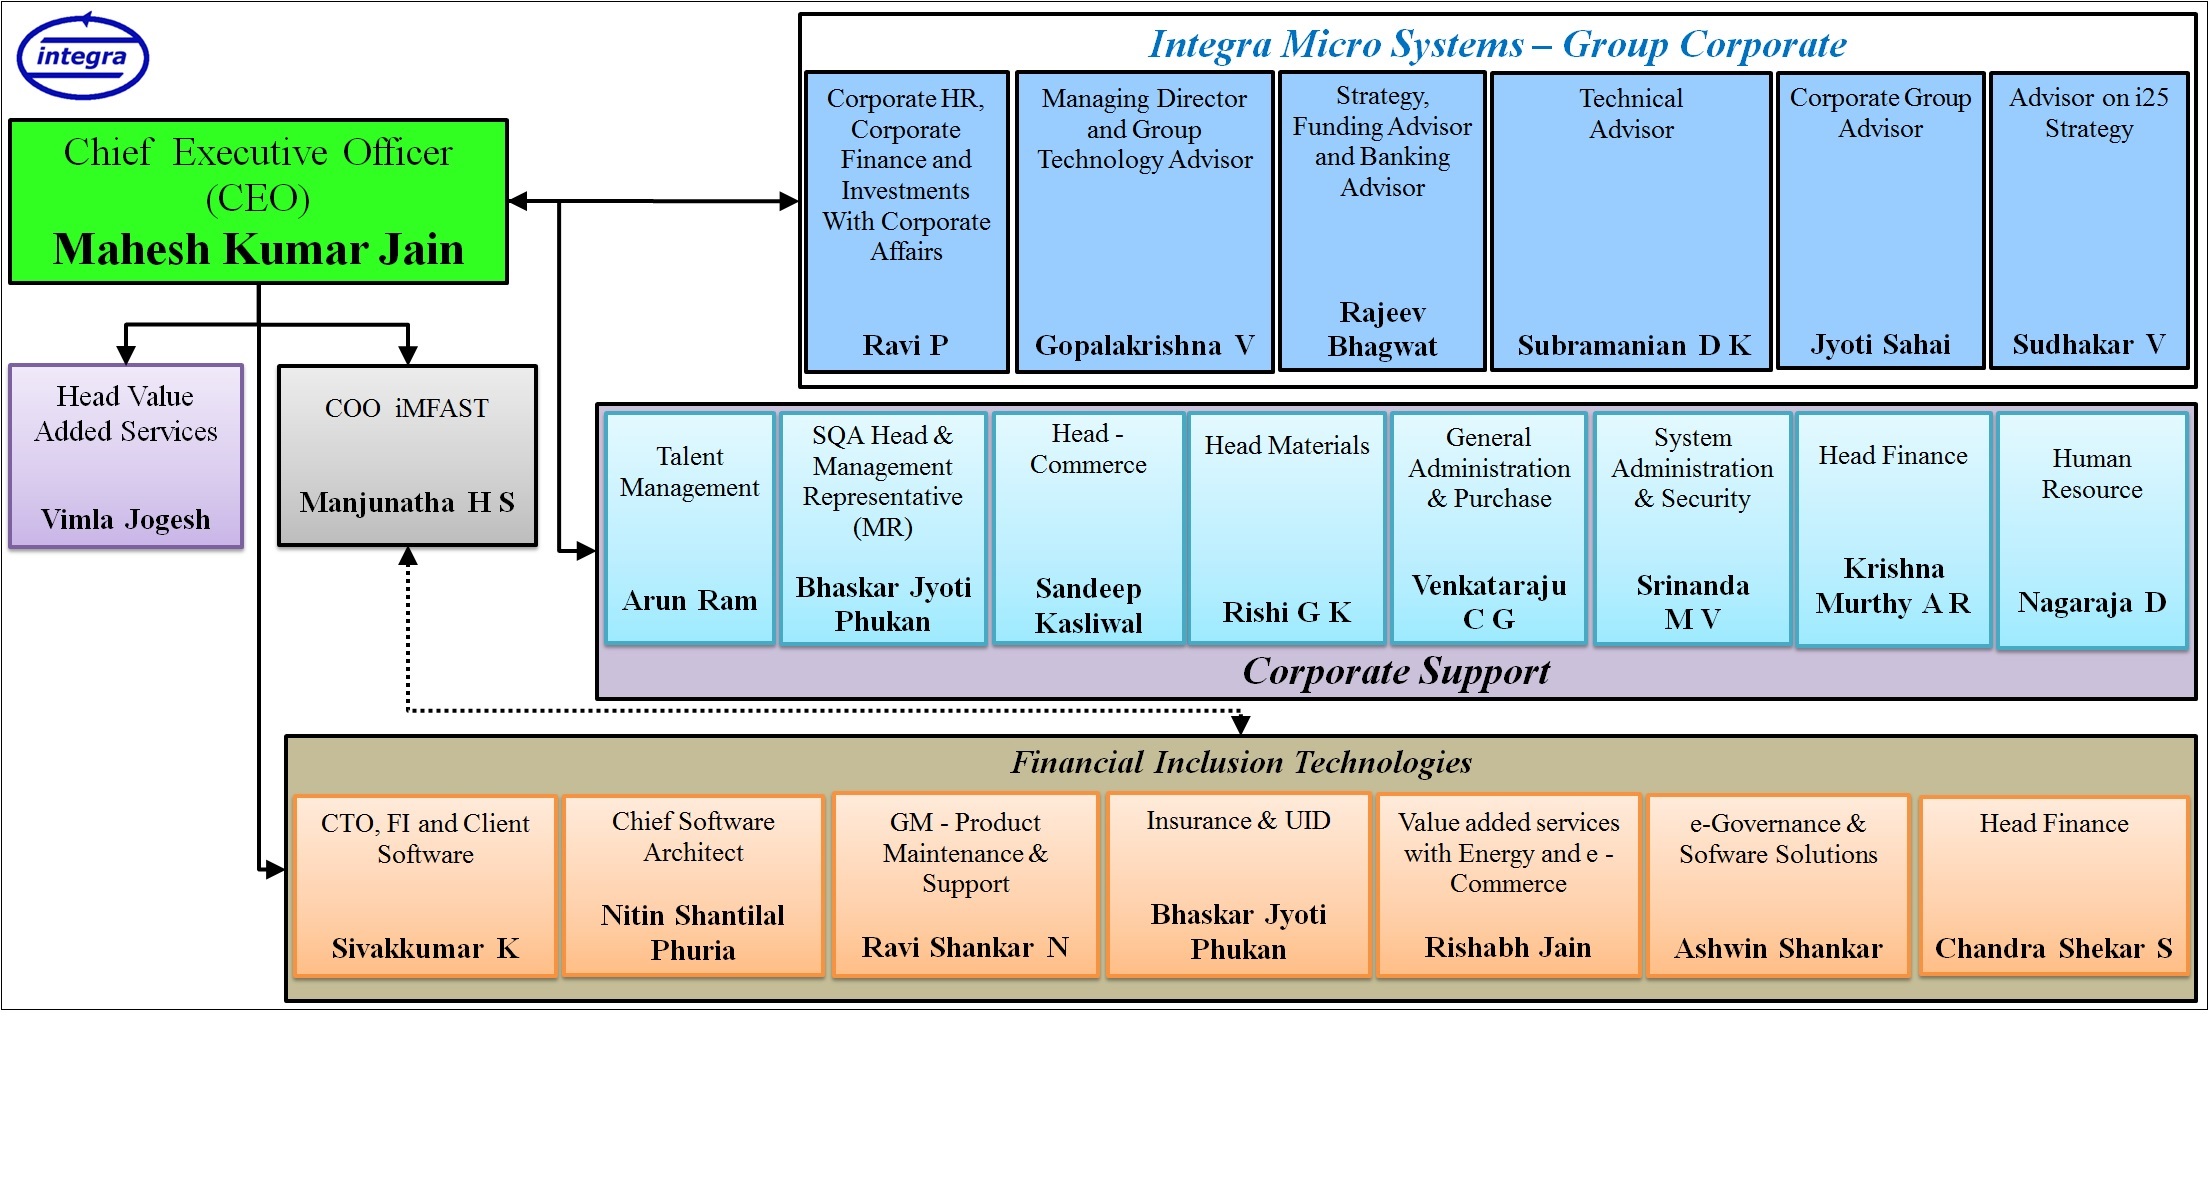 integra
Integra Micro Systems – Group Corporate
Chief Executive Officer
(CEO)
Mahesh Kumar Jain
Corporate HR,
Corporate
Finance and
Investments
With Corporate
Affairs
Ravi P
Managing Director
and Group
Technology Advisor
Gopalakrishna V
Strategy,
Funding Advisor
and Banking
Advisor
Rajeev
Bhagwat
Technical
Advisor
Subramanian D K
Corporate Group
Advisor
Jyoti Sahai
Advisor on i25
Strategy
Sudhakar V
Head Value
Added Services
Vimla Jogesh
COO iMFAST
Manjunatha H S
Talent
Management
Arun Ram
SQA Head &
Management
Representative
(MR)
Bhaskar Jyoti
Phukan
Head -
Commerce
Sandeep
Kasliwal
Head Materials
Rishi G K
General
Administration
& Purchase
Venkataraju
C G
System
Administration
& Security
Srinanda
M V
Head Finance
Krishna
Murthy A R
Human
Resource
Nagaraja D
Corporate Support
Financial Inclusion Technologies
CTO, FI and Client
Software
Sivakkumar K
Chief Software
Architect
Nitin Shantilal
Phuria
GM - Product
Maintenance &
Support
Ravi Shankar N
Insurance & UID
Bhaskar Jyoti
Phukan
Value added services
with Energy and e -
Commerce
Rishabh Jain
e-Governance &
Sofware Solutions
Ashwin Shankar
Head Finance
Chandra Shekar S